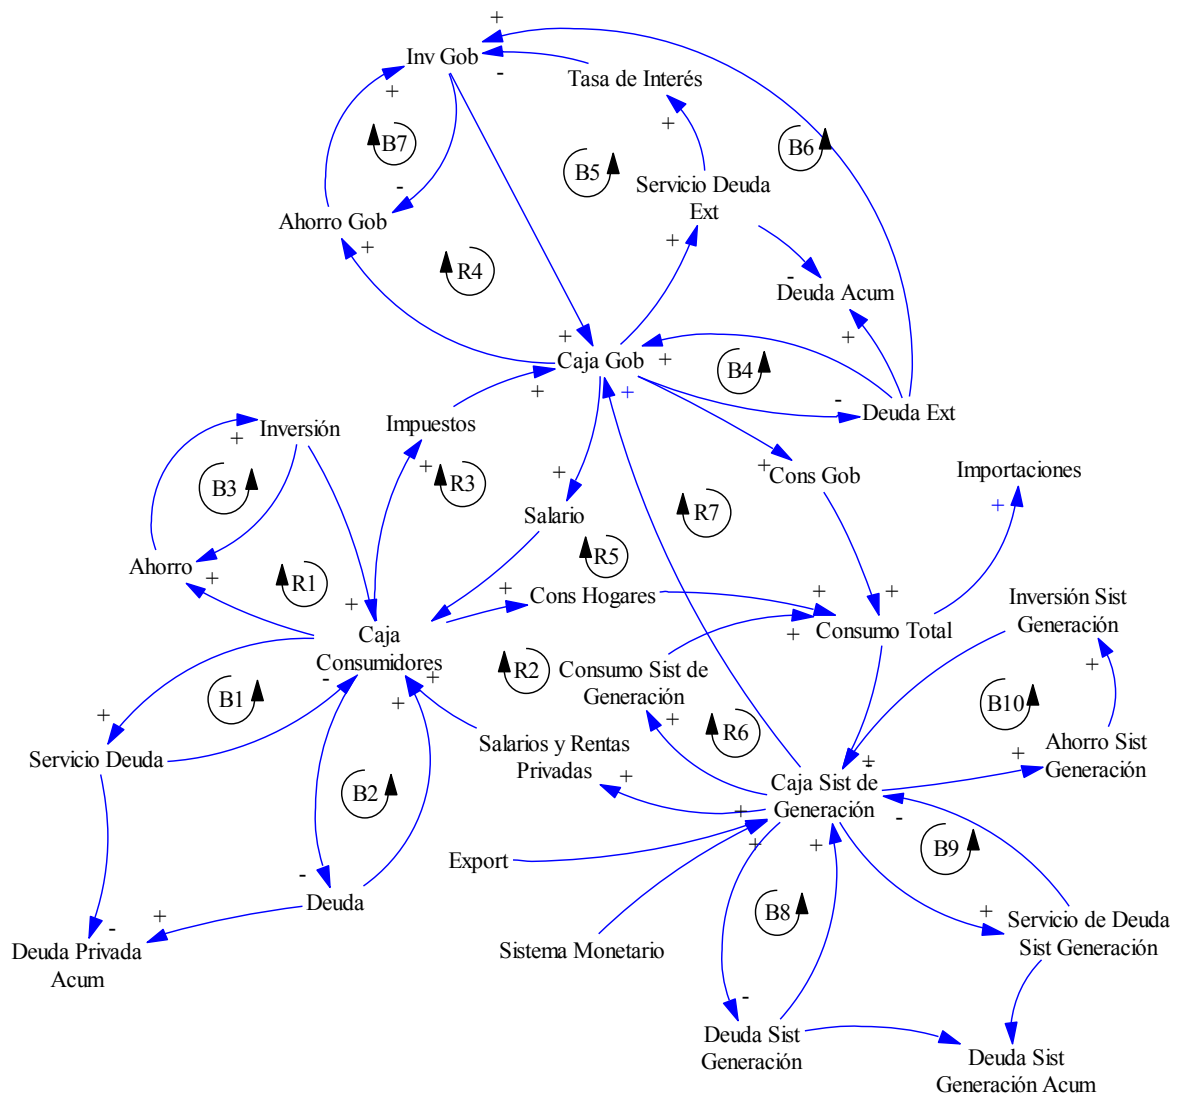 +
Inv Gob
-
Tasa de Interés
+
+
B7
B6
B5
-
Servicio Deuda
Ext
Ahorro Gob
+
+
R4
-
Deuda Acum
+
+
Caja Gob
+
B4
+
+
-
Deuda Ext
Impuestos
Inversión
+
+
+
Cons Gob
Importaciones
+
B3
R3
Salario
R7
+
R5
Ahorro
+
R1
+
+
Cons Hogares
+
+
Inversión Sist
Generación
Caja
Consumidores
Consumo Total
+
-
+
R2
Consumo Sist de
Generación
+
B1
+
+
B10
+
R6
Servicio Deuda
Salarios y Rentas
Privadas
+
Ahorro Sist
Generación
+
+
-
Caja Sist de
Generación
B2
+
-
+
+
B9
Export
-
Deuda
+
B8
+
Servicio de Deuda
Sist Generación
-
Deuda Privada
Acum
Sistema Monetario
-
Deuda Sist
Generación
Deuda Sist
Generación Acum